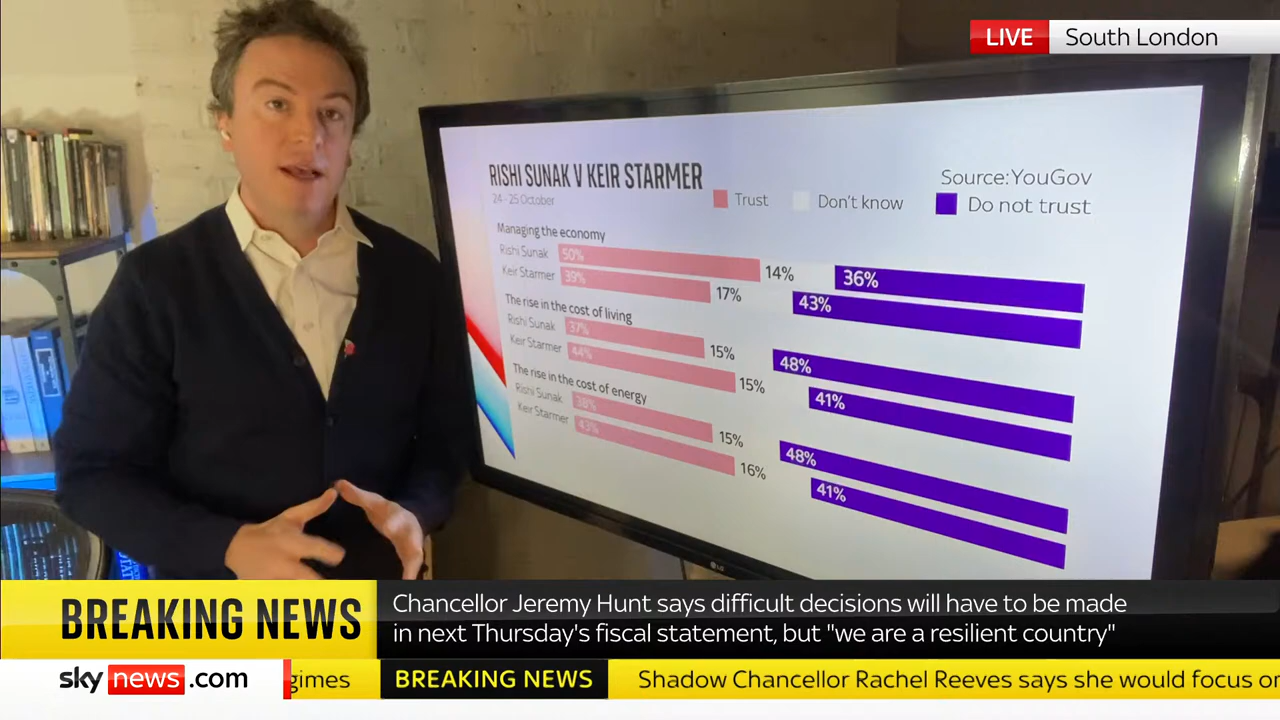 LIVE South London
RISHI SUNAK V KEIR STARMER
24 - 25 October
Source:YouGov
Trust Don't know Do not trust
Managing the economy
Rishi Sunak 50% 14% 36%
Keir Starmer 39% 17% 43%
The rise in the cost of living
Rishi Sunak 37% 15% 48%
Keir Starmer 44% 15% 41%
The rise in the cost of energy
Rishi Sunak 38% 15% 48%
Keir Starmer 43% 16% 41%
LG
BREAKING NEWS
Chancellor Jeremy Hunt says difficult decisions will have to be made
in next Thursday's fiscal statement, but "we are a resilient country"
sky news.com gimes BREAKING NEWS Shadow Chancellor Rachel Reeves says she would focus on